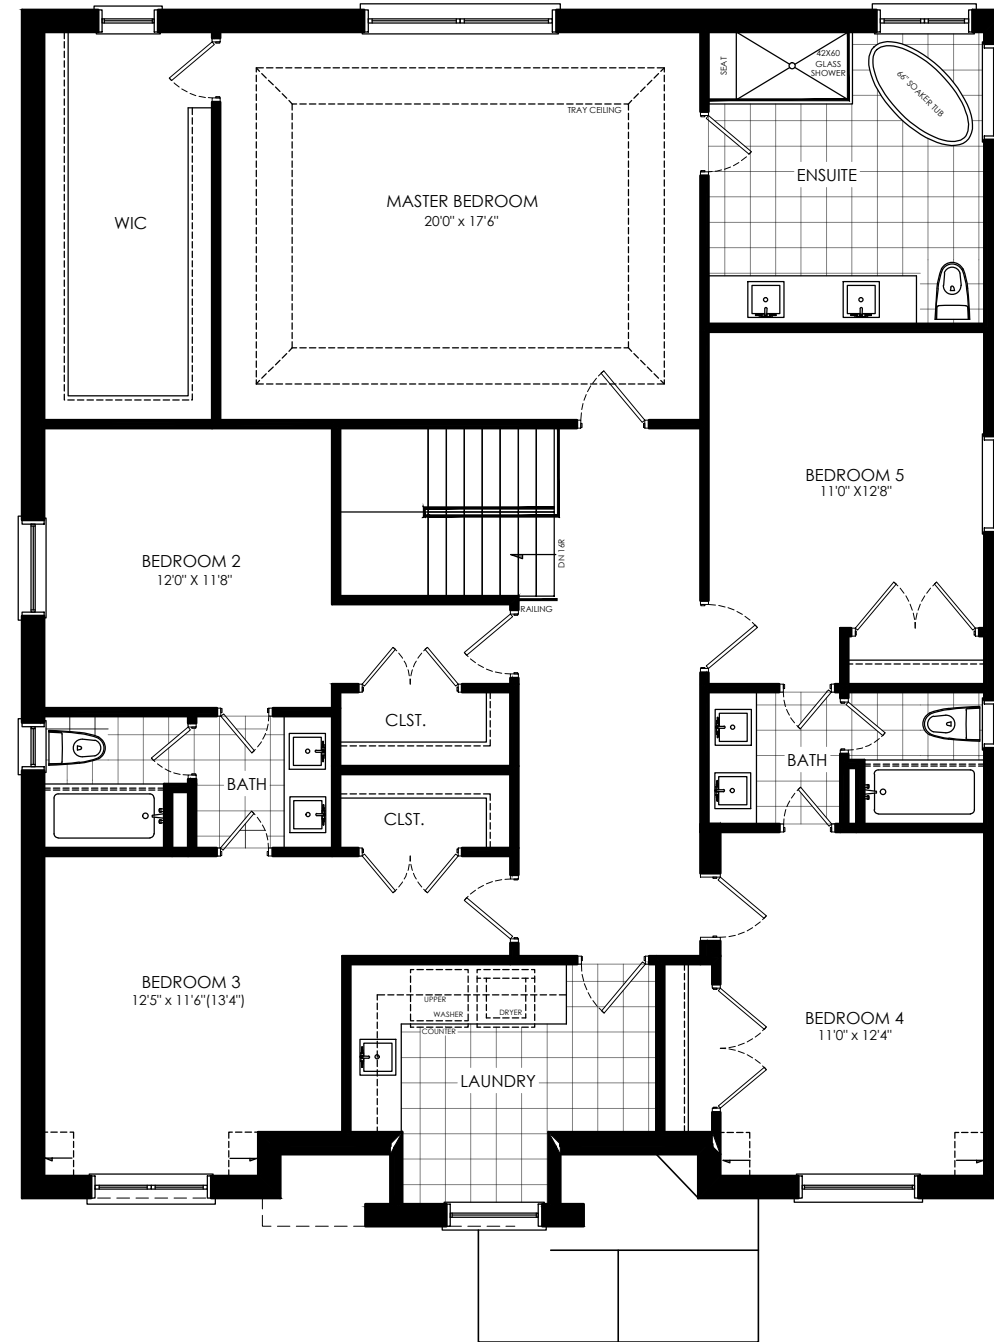 SEAT
42X60
GLASS
SHOWER
66" SOAKER TUB
TRAY CEILING
ENSUITE
MASTER BEDROOM
20'0" x 17'6"
WIC
BEDROOM 5
11'0" X12'8"
BEDROOM 2
12'0" X 11'8"
DN 16R
RAILING
CLST.
BATH
BATH
CLST.
BEDROOM 3
12'5" x 11'6"(13'4")
UPPER
WASHER
DRYER
COUNTER
BEDROOM 4
11'0" x 12'4"
LAUNDRY